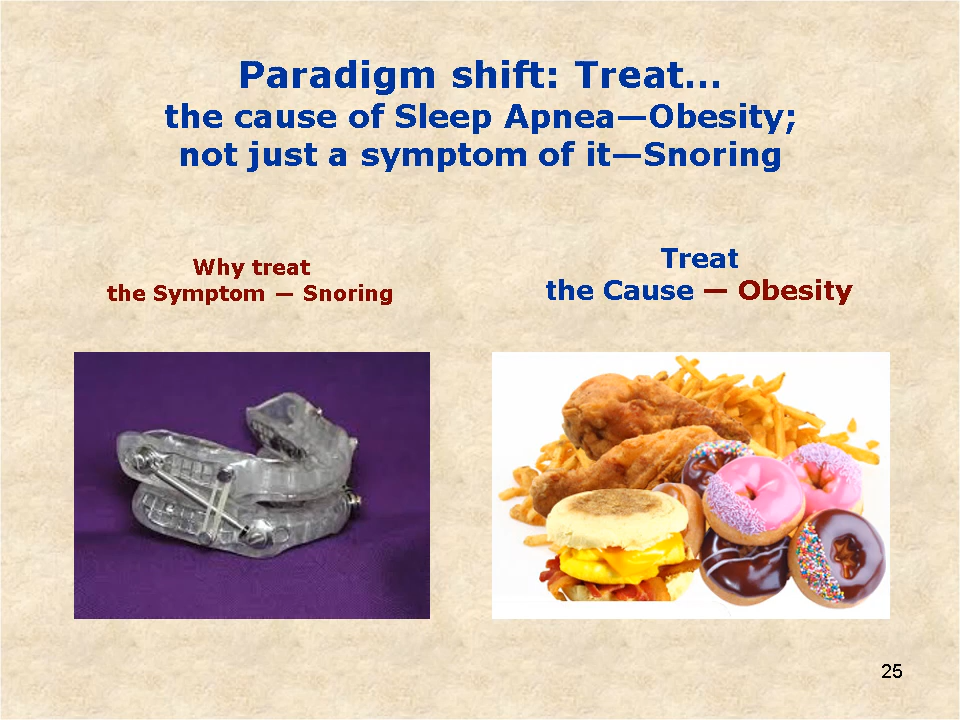 Paradigm shift: Treat…
the cause of Sleep Apnea—Obesity;
not just a symptom of it—Snoring
Why treat
the Symptom — Snoring
Treat
the Cause — Obesity
25